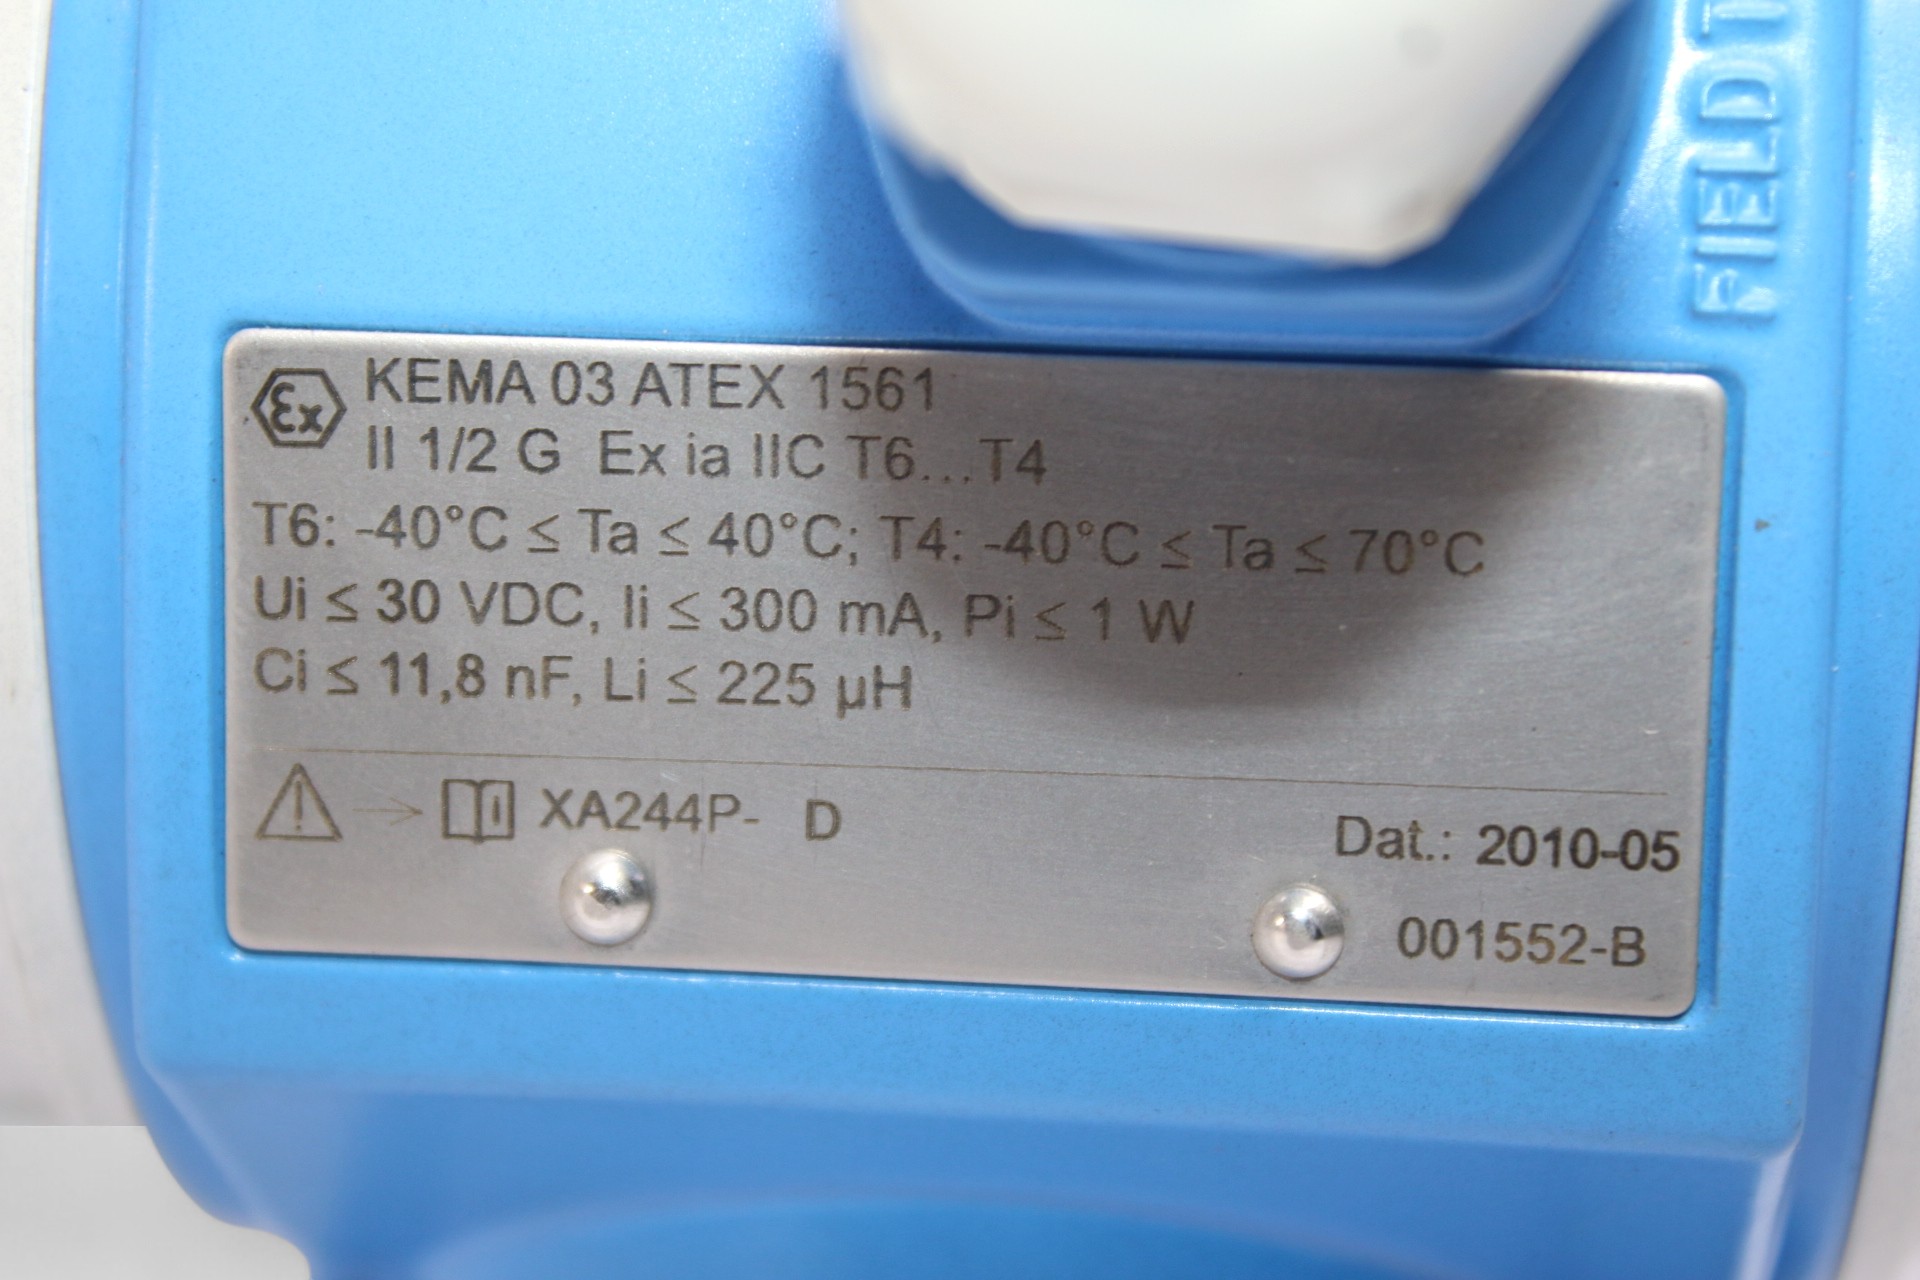 FIELD T
Ex KEMA 03 ATEX 1561
II 1/2 G Ex ia IIC T6...T4
T6: -40°C ≤ Ta ≤ 40°C; T4: -40°C ≤ Ta ≤ 70°C
Ui ≤ 30 VDC, Ii ≤ 300 mA, Pi ≤ 1 W
Ci ≤ 11,8 nF, Li ≤ 225 µH
XA244P- D
Dat.: 2010-05
001552-B